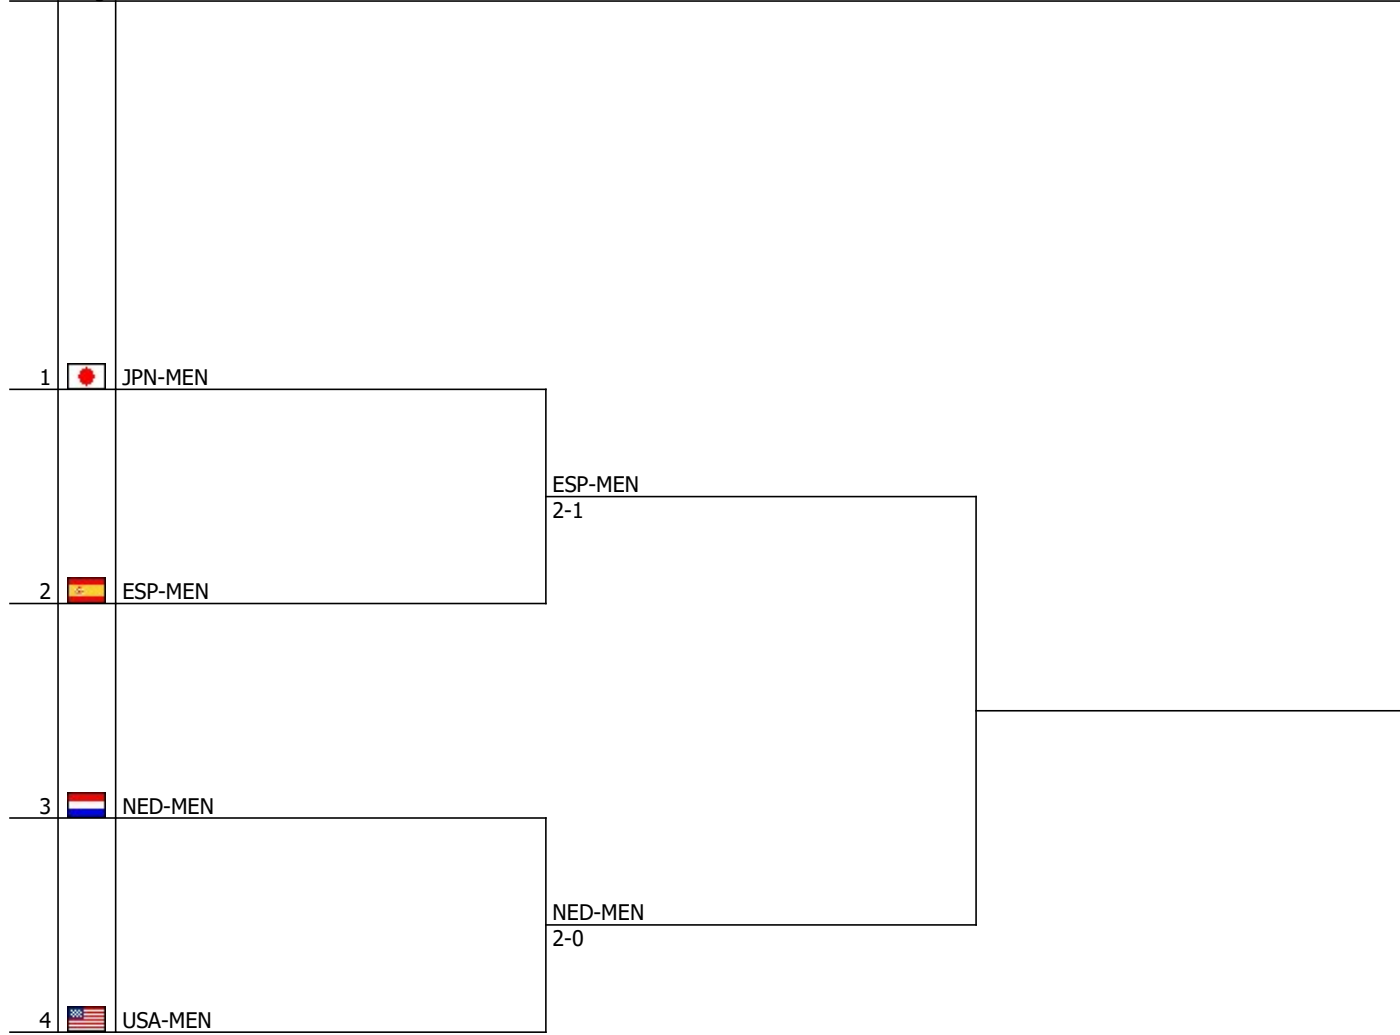 1 JPN-MEN
ESP-MEN
2-1
2 ESP-MEN
3 NED-MEN
NED-MEN
2-0
4 USA-MEN